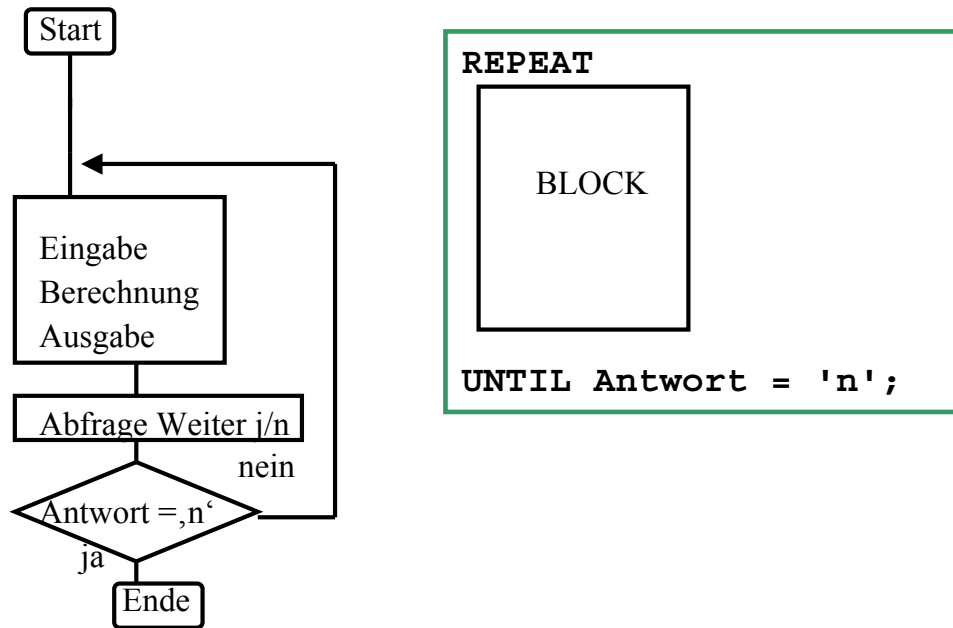 Start
Eingabe
Berechnung
Ausgabe
Abfrage Weiter j/n
nein
Antwort =‚n‘
ja
Ende
REPEAT
BLOCK
UNTIL Antwort = 'n';